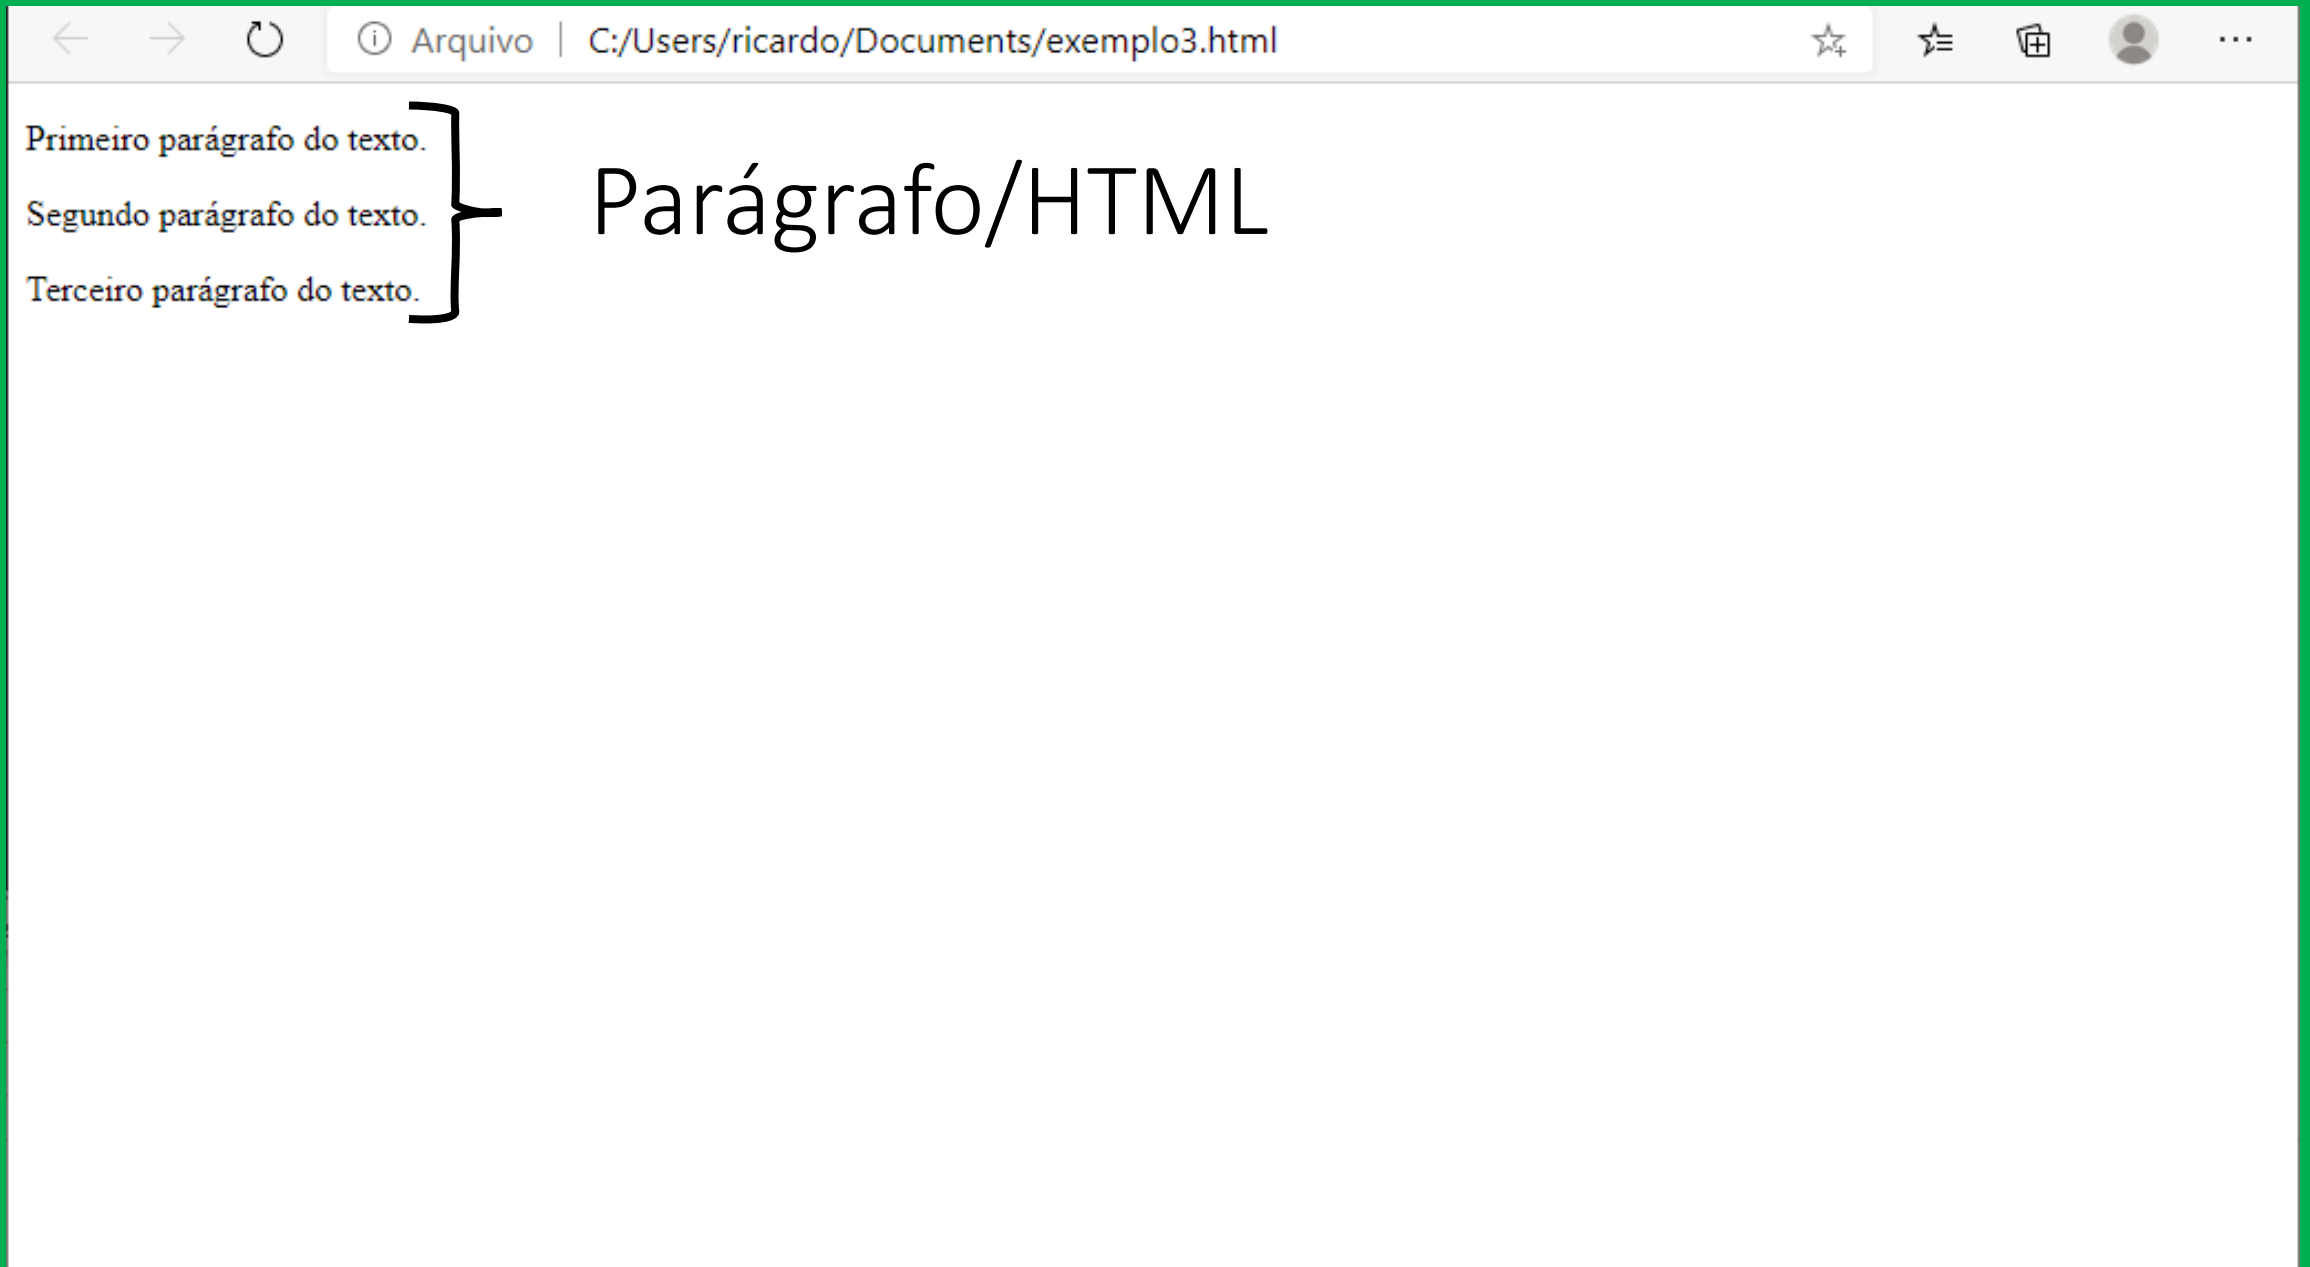 Arquivo | C:/Users/ricardo/Documents/exemplo3.html
Primeiro parágrafo do texto.
Segundo parágrafo do texto.
Terceiro parágrafo do texto.
Parágrafo/HTML